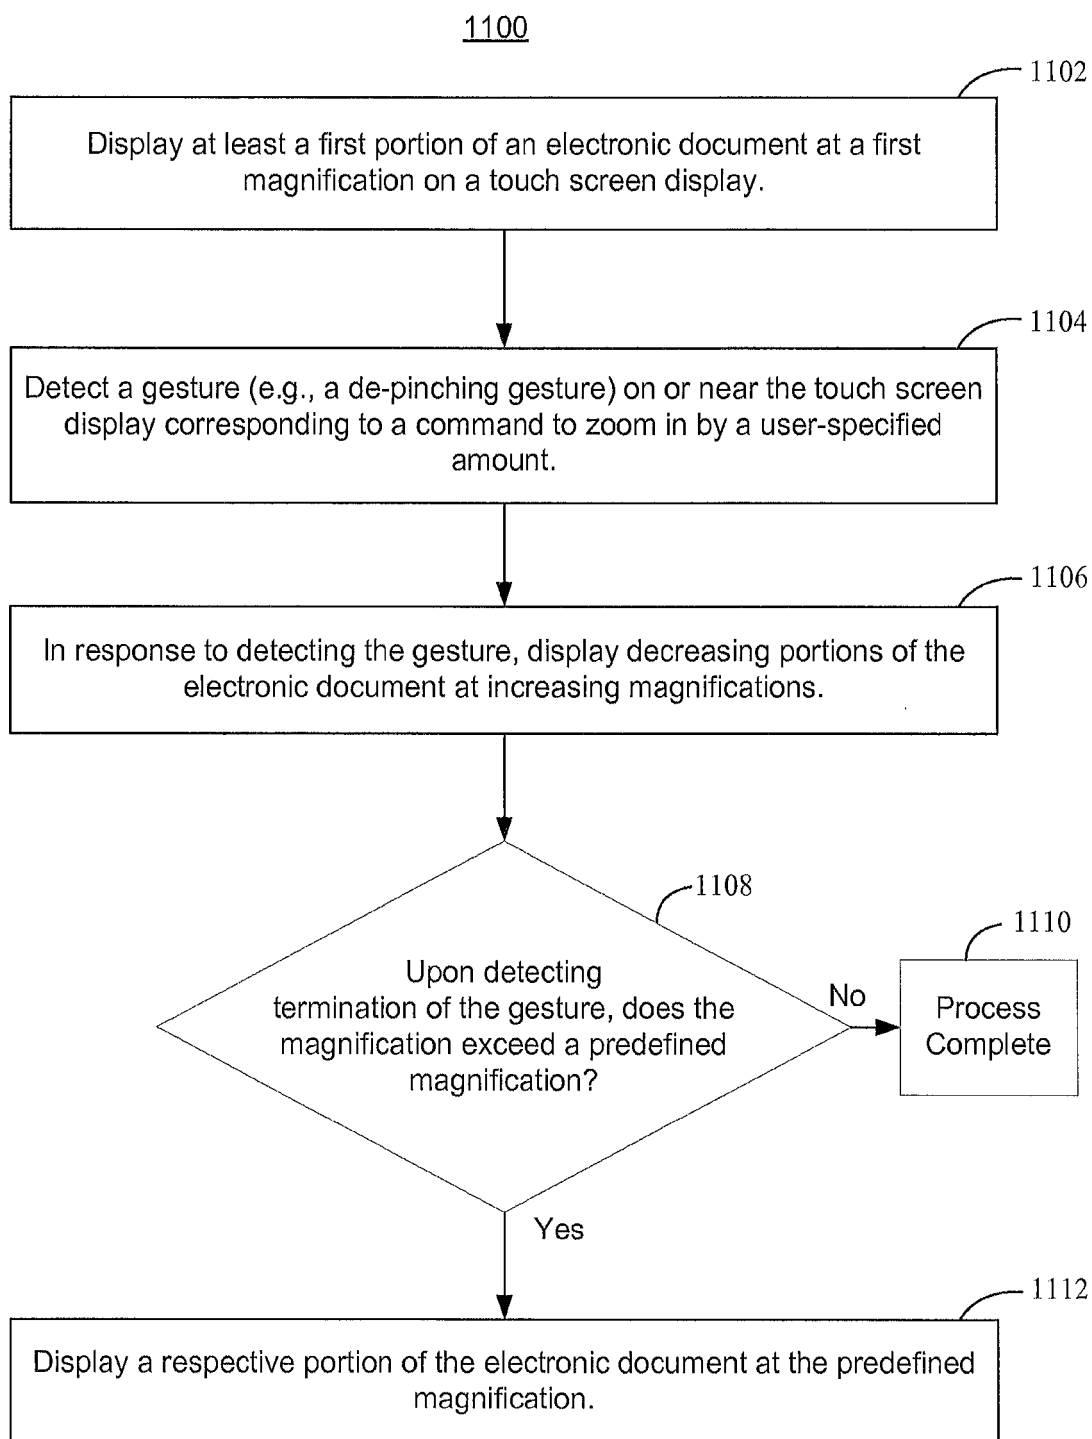 1100
1102
Display at least a first portion of an electronic document at a first
magnification on a touch screen display.
1104
Detect a gesture (e.g., a de-pinching gesture) on or near the touch screen
display corresponding to a command to zoom in by a user-specified
amount.
1106
In response to detecting the gesture, display decreasing portions of the
electronic document at increasing magnifications.
1108
Upon detecting
termination of the gesture, does the
magnification exceed a predefined
magnification?
No
1110
Process
Complete
Yes
1112
Display a respective portion of the electronic document at the predefined
magnification.